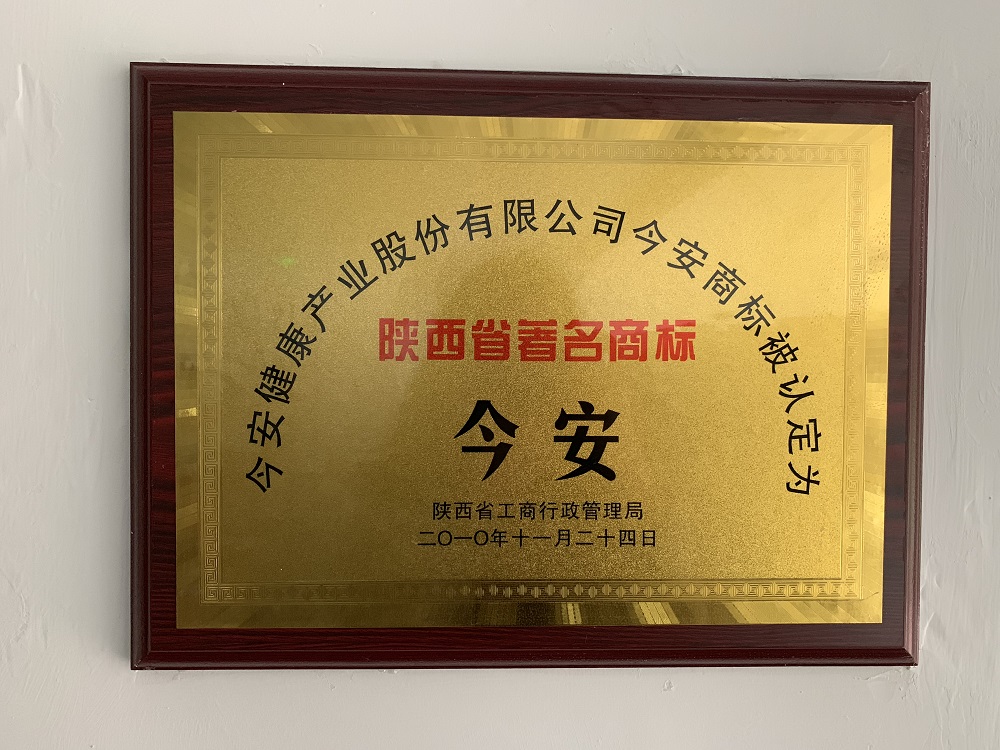 今安健康产业股份有限公司今安商标被认定为
陕西省著名商标
今安
陕西省工商行政管理局
二〇一〇年十一月二十四日